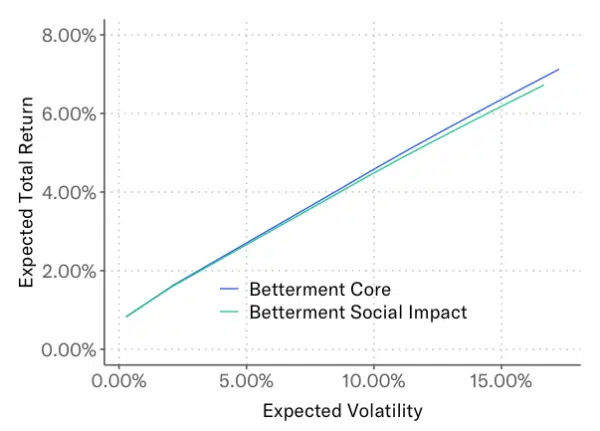 8.00%
6.00%
4.00%
2.00%
0.00%
Expected Total Return
Betterment Core
Betterment Social Impact
0.00%
5.00%
10.00%
15.00%
Expected Volatility